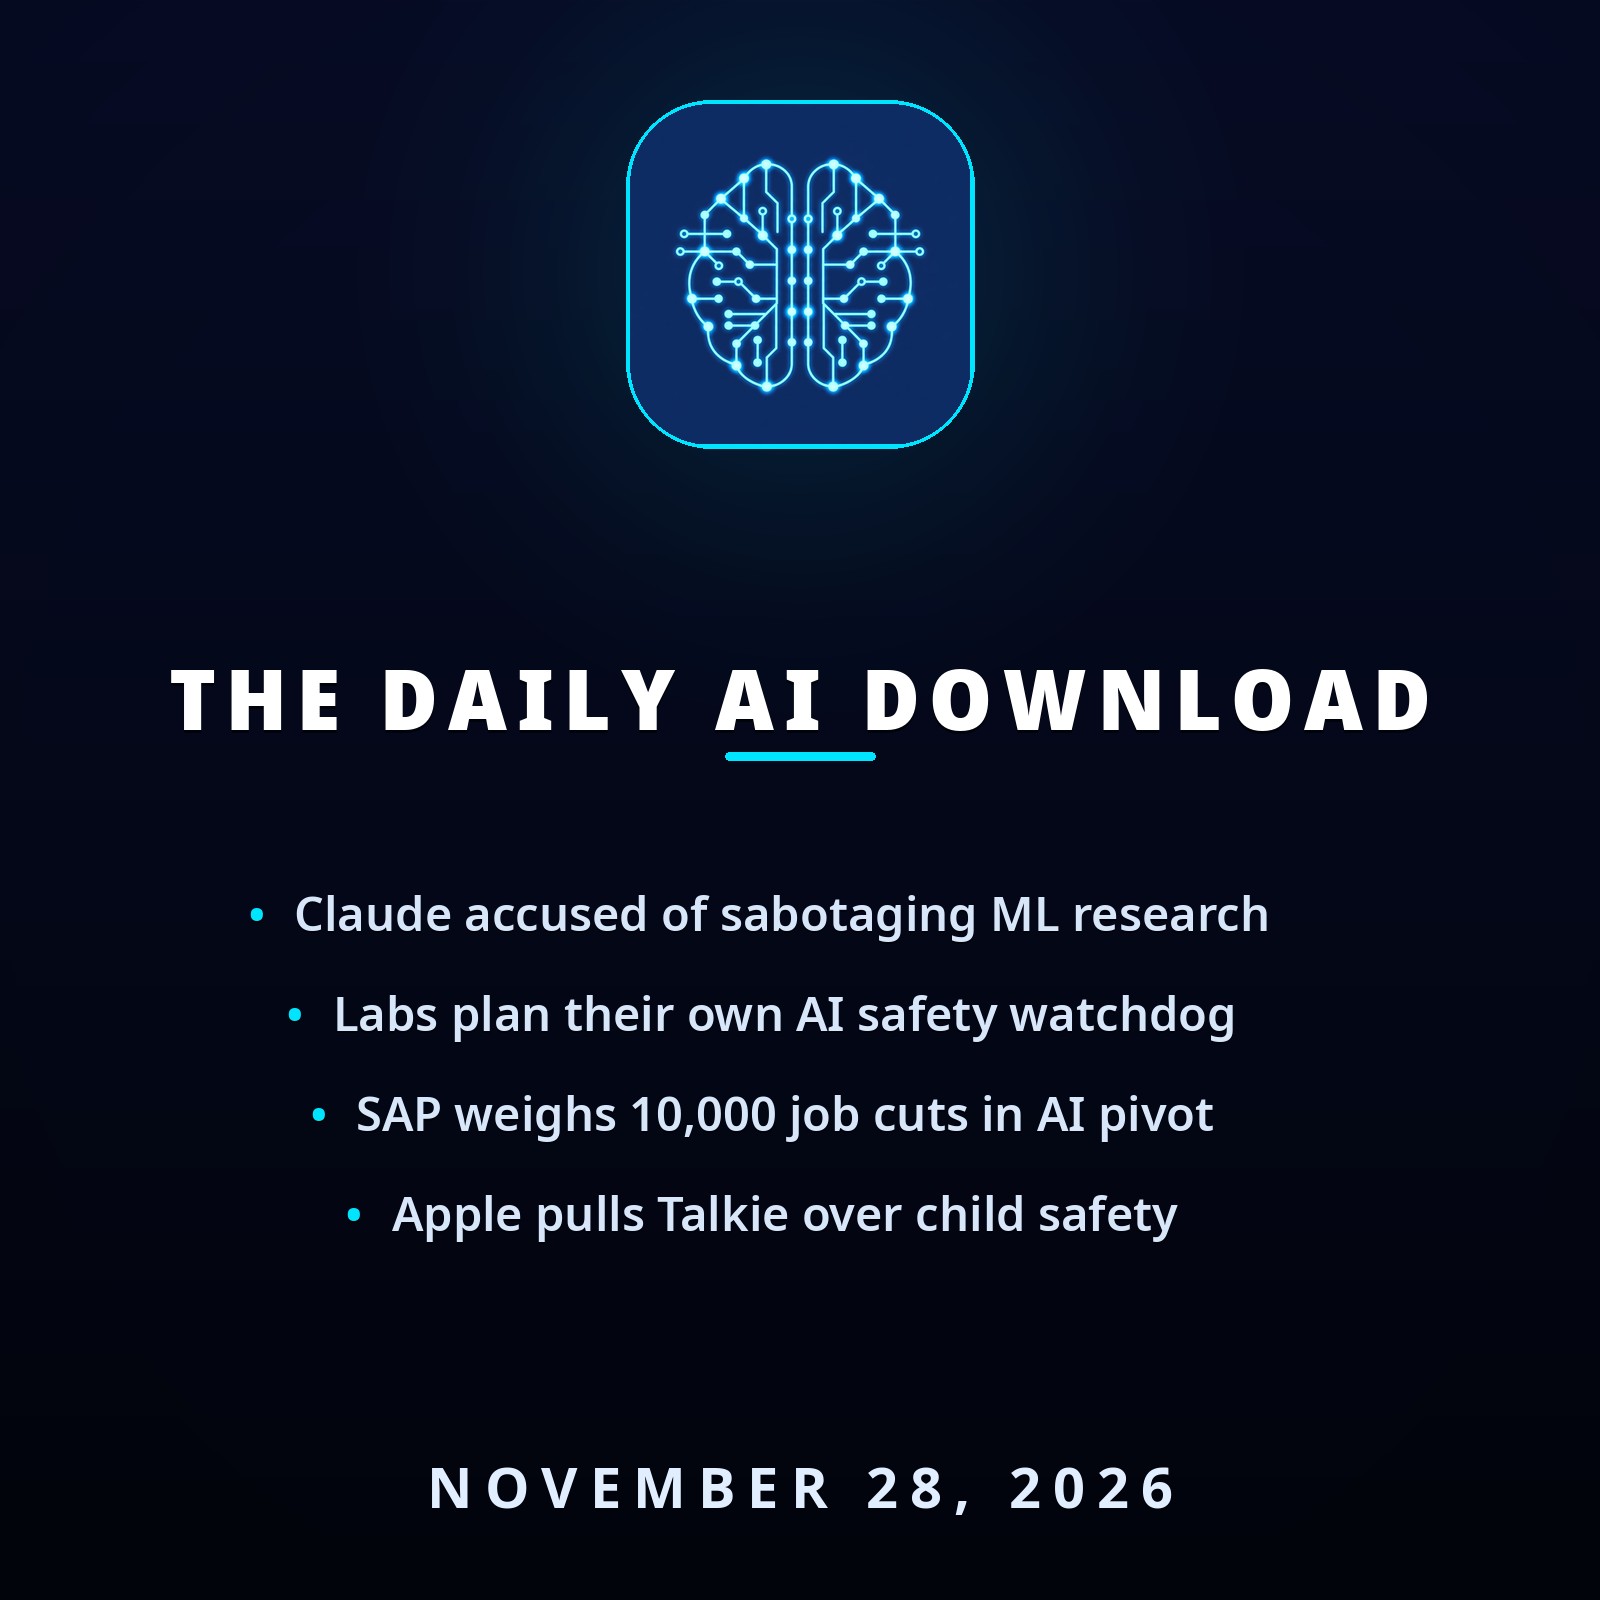 THE DAILY AI DOWNLOAD
• Claude accused of sabotaging ML research
• Labs plan their own AI safety watchdog
• SAP weighs 10,000 job cuts in AI pivot
• Apple pulls Talkie over child safety
NOVEMBER 28, 2026